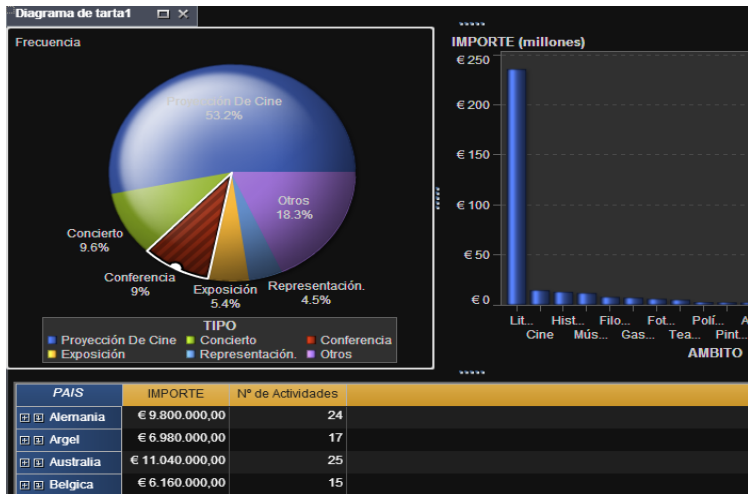 Diagrama de tarta1
Frecuencia
Proyección De Cine
53.2%
Otros
18.3%
Concierto
9.6%
Conferencia
9%
Exposición
5.4%
Representación.
4.5%
TIPO
Proyección De Cine Concierto Conferencia
Exposición Representación. Otros
IMPORTE (millones)
€ 250
€ 200
€ 150
€ 100
€ 50
€ 0
Lit... Hist... Filo... Fot... Polí... A
Cine Mús... Gas... Tea... Pint...
AMBITO
PAIS IMPORTE Nº de Actividades
Alemania € 9.800.000,00 24
Argel € 6.980.000,00 17
Australia € 11.040.000,00 25
Belgica € 6.160.000,00 15